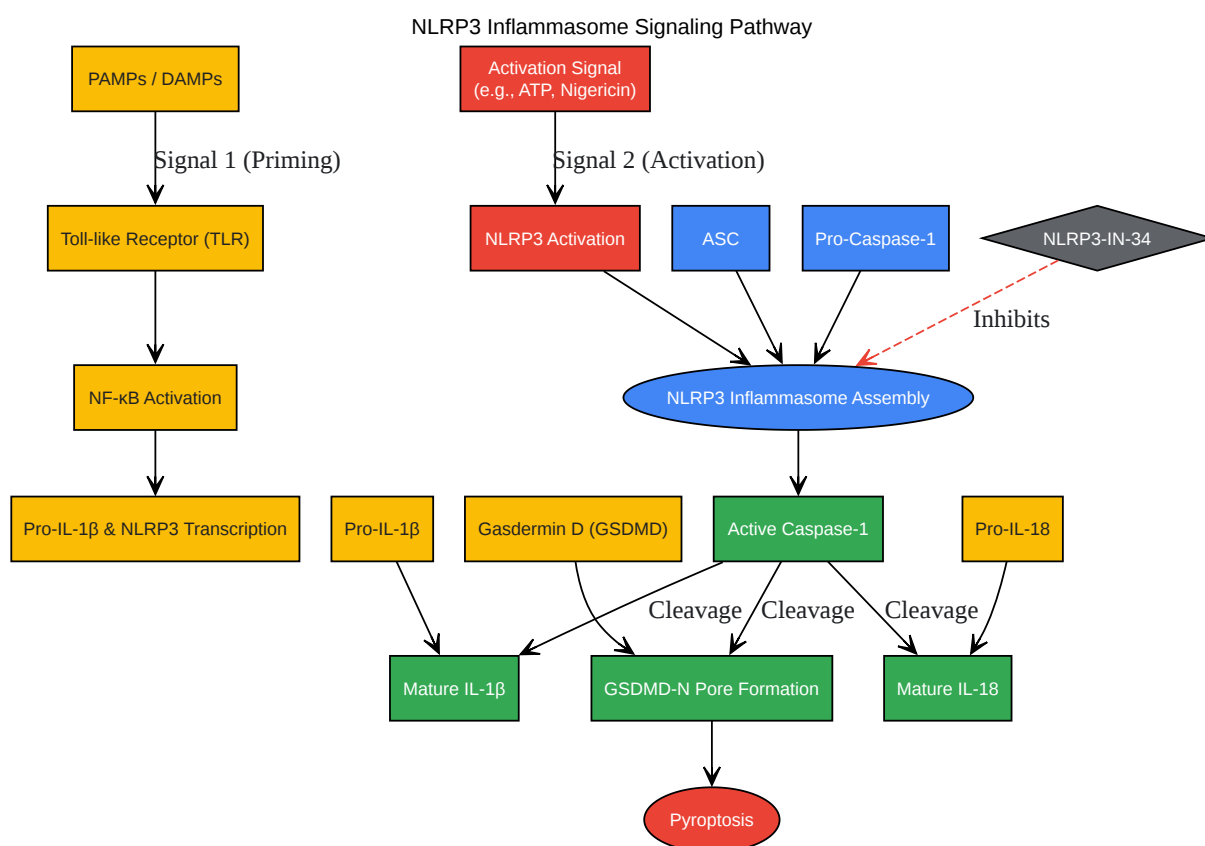 NLRP3 Inflammasome Signaling Pathway
PAMPs / DAMPs
Activation Signal
(e.g., ATP, Nigericin)
Signal 1 (Priming)
Signal 2 (Activation)
Toll-like Receptor (TLR)
NLRP3 Activation
ASC
Pro-Caspase-1
NLRP3-IN-34
Inhibits
NF-κB Activation
NLRP3 Inflammasome Assembly
Pro-IL-1β & NLRP3 Transcription
Pro-IL-1β
Gasdermin D (GSDMD)
Active Caspase-1
Pro-IL-18
Cleavage
Cleavage
Cleavage
Mature IL-1β
GSDMD-N Pore Formation
Mature IL-18
Pyroptosis